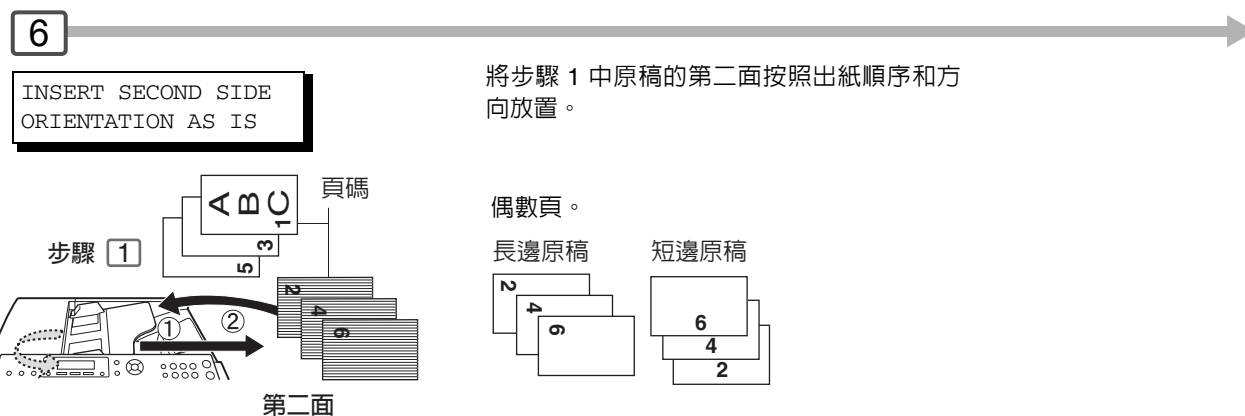 6
INSERT SECOND SIDE
ORIENTATION AS IS
將步驟 1 中原稿的第二面按照出紙順序和方
向放置。
頁碼
ABC
1
3
5
步驟 1
2
4
6
①
②
第二面
偶數頁。
長邊原稿
短邊原稿
2
4
6
6
4
2